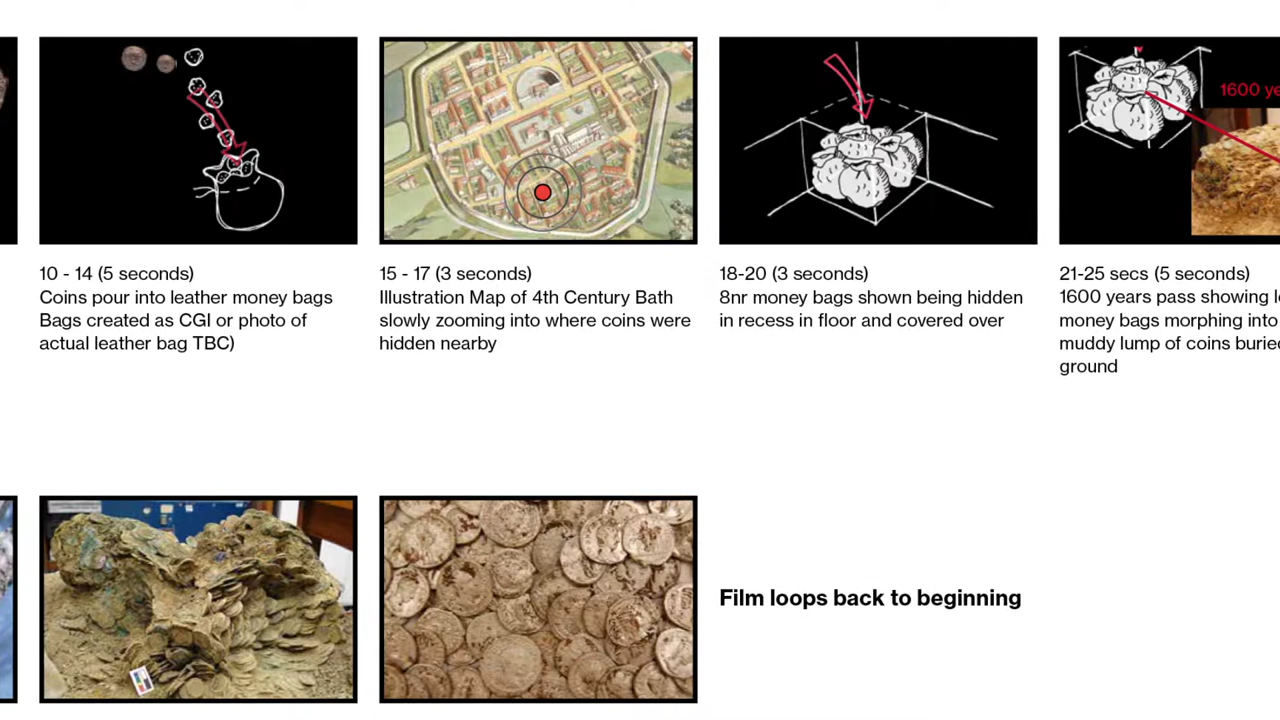 1600 ye
10 - 14 (5 seconds)
Coins pour into leather money bags
Bags created as CGI or photo of
actual leather bag TBC)
15 - 17 (3 seconds)
Illustration Map of 4th Century Bath
slowly zooming into where coins were
hidden nearby
18-20 (3 seconds)
8nr money bags shown being hidden
in recess in floor and covered over
21-25 secs (5 seconds)
1600 years pass showing
money bags morphing into
muddy lump of coins
ground
Film loops back to beginning